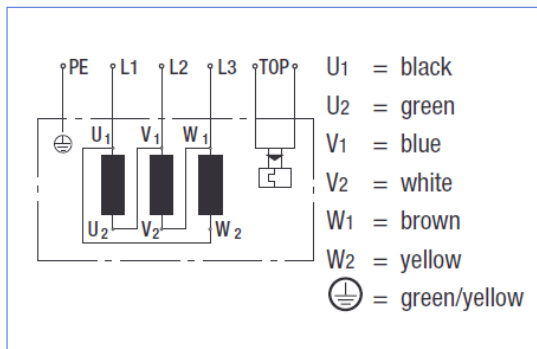 PE L1 L2 L3 TOP
U1 V1 W1
U2 V2 W2
U1 = black
U2 = green
V1 = blue
V2 = white
W1 = brown
W2 = yellow
⏚ = green/yellow